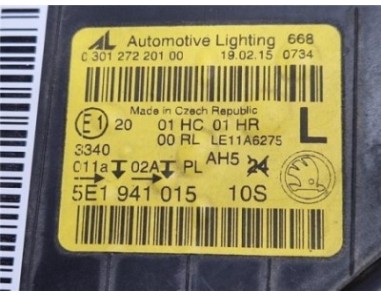 AL Automotive Lighting 668
0 301 272 201 00 19.02.15 0734
Made in Czech Republic
E1 20 01 HC 01 HR L
00 RL LE11A6275
3340 AH5 24
011a 02A PL
5E1 941 015 10S